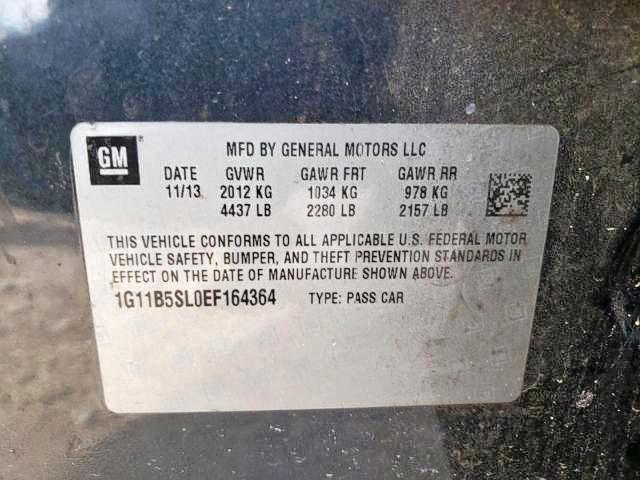 GM
MFD BY GENERAL MOTORS LLC
DATE GVWR GAWR FRT GAWR RR
11/13 2012 KG 1034 KG 978 KG
4437 LB 2280 LB 2157 LB
THIS VEHICLE CONFORMS TO ALL APPLICABLE U.S. FEDERAL MOTOR
VEHICLE SAFETY, BUMPER, AND THEFT PREVENTION STANDARDS IN
EFFECT ON THE DATE OF MANUFACTURE SHOWN ABOVE.
1G11B5SL0EF164364 TYPE: PASS CAR